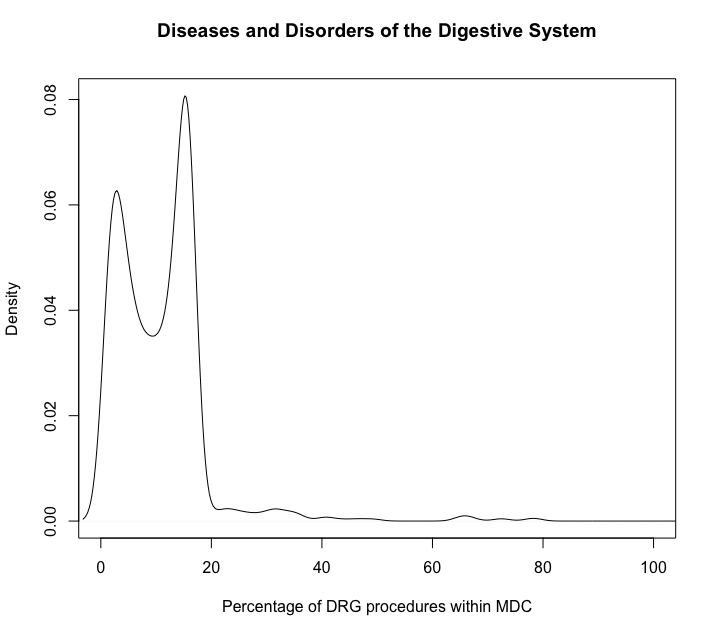 Diseases and Disorders of the Digestive System
0.08
0.06
0.04
0.02
0.00
Density
0 20 40 60 80 100
Percentage of DRG procedures within MDC